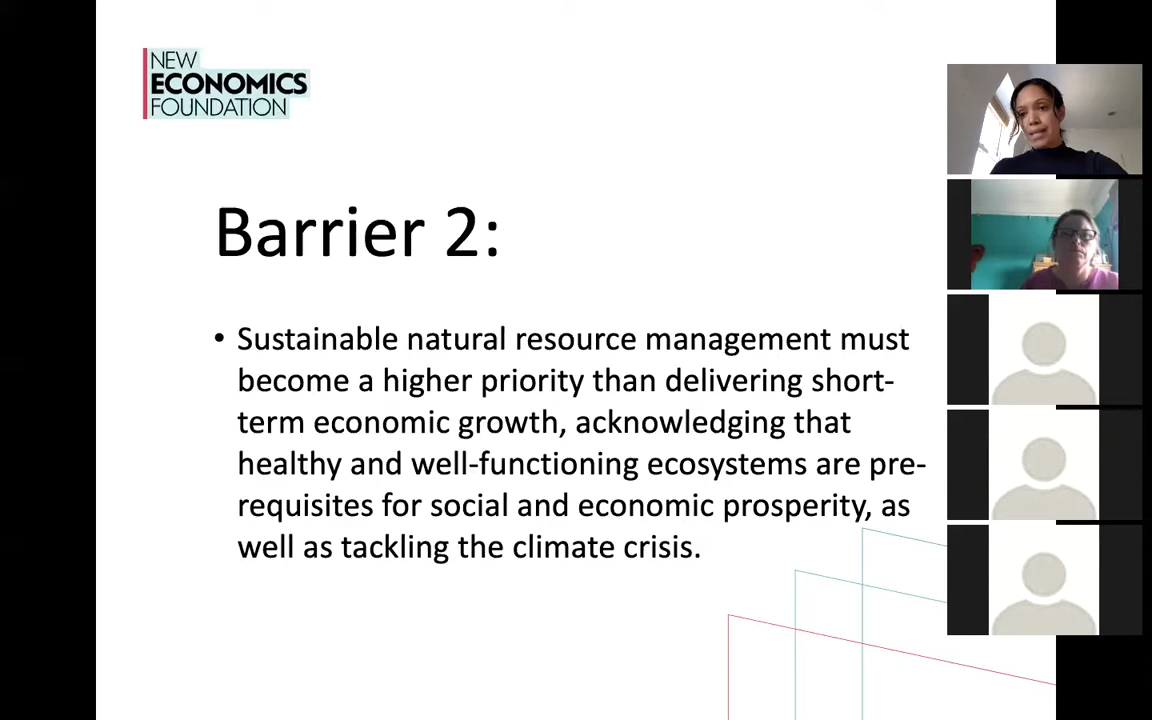 NEW
ECONOMICS
FOUNDATION
Barrier 2:
• Sustainable natural resource management must
become a higher priority than delivering short-
term economic growth, acknowledging that
healthy and well-functioning ecosystems are pre-
requisites for social and economic prosperity, as
well as tackling the climate crisis.